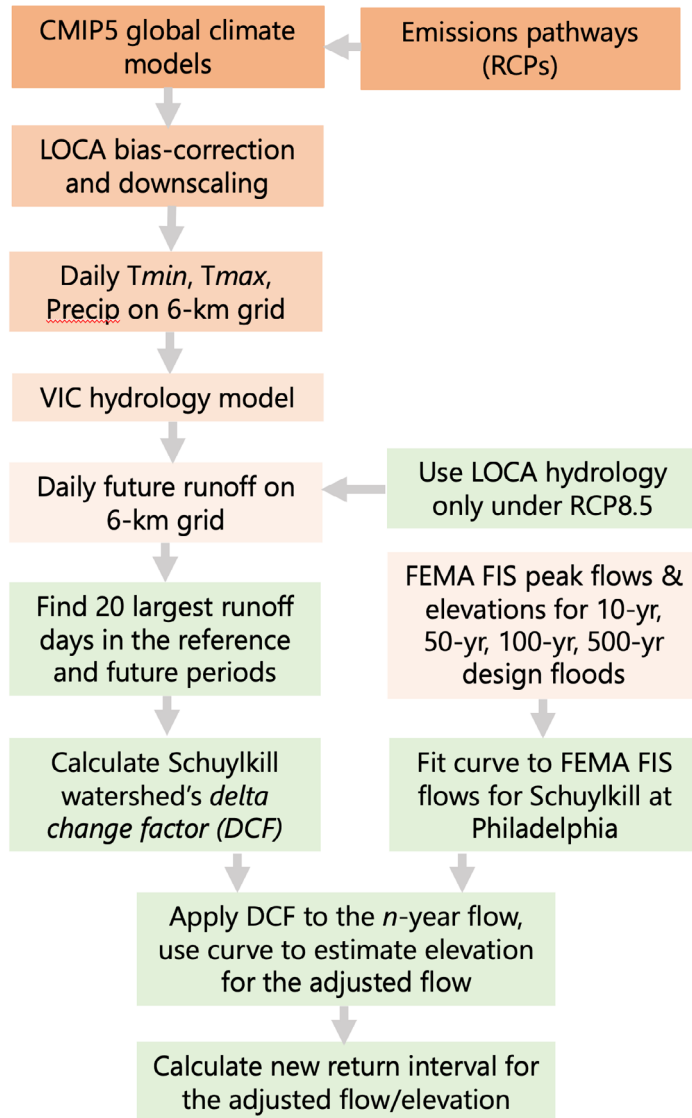 CMIP5 global climate
models
Emissions pathways
(RCPs)
LOCA bias-correction
and downscaling
Daily Tmin, Tmax,
Precip on 6-km grid
VIC hydrology model
Daily future runoff on
6-km grid
Use LOCA hydrology
only under RCP8.5
Find 20 largest runoff
days in the reference
and future periods
FEMA FIS peak flows &
elevations for 10-yr,
50-yr, 100-yr, 500-yr
design floods
Calculate Schuylkill
watershed’s delta
change factor (DCF)
Fit curve to FEMA FIS
flows for Schuylkill at
Philadelphia
Apply DCF to the n-year flow,
use curve to estimate elevation
for the adjusted flow
Calculate new return interval for
the adjusted flow/elevation